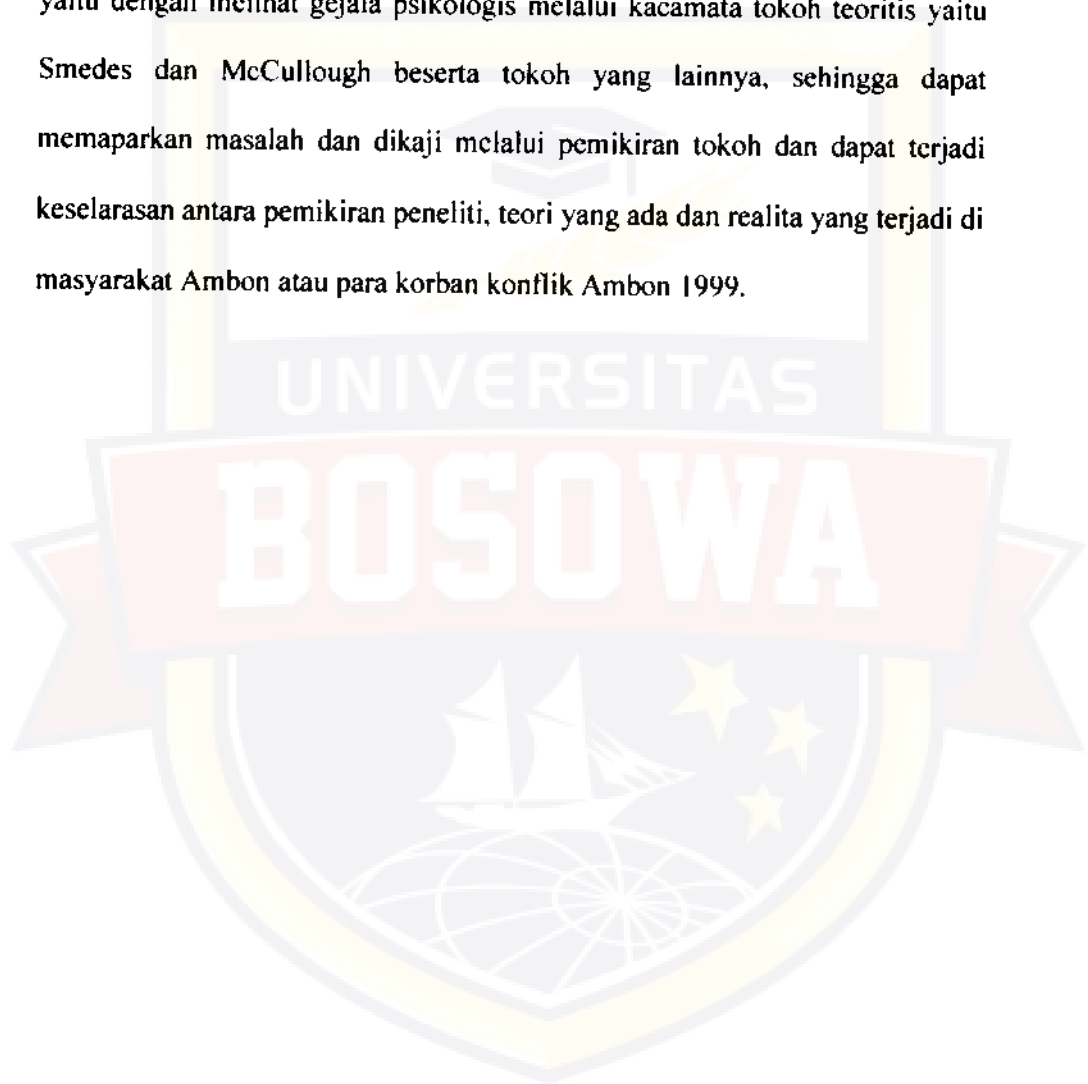 yaitu dengan melihat gejala psikologis melalui kacamata tokoh teoritis yaitu
Smedes dan McCullough beserta tokoh yang lainnya, sehingga dapat
memaparkan masalah dan dikaji melalui pemikiran tokoh dan dapat terjadi
keselarasan antara pemikiran peneliti, teori yang ada dan realita yang terjadi di
masyarakat Ambon atau para korban konflik Ambon 1999.
UNIVERSITAS
BOSOWA